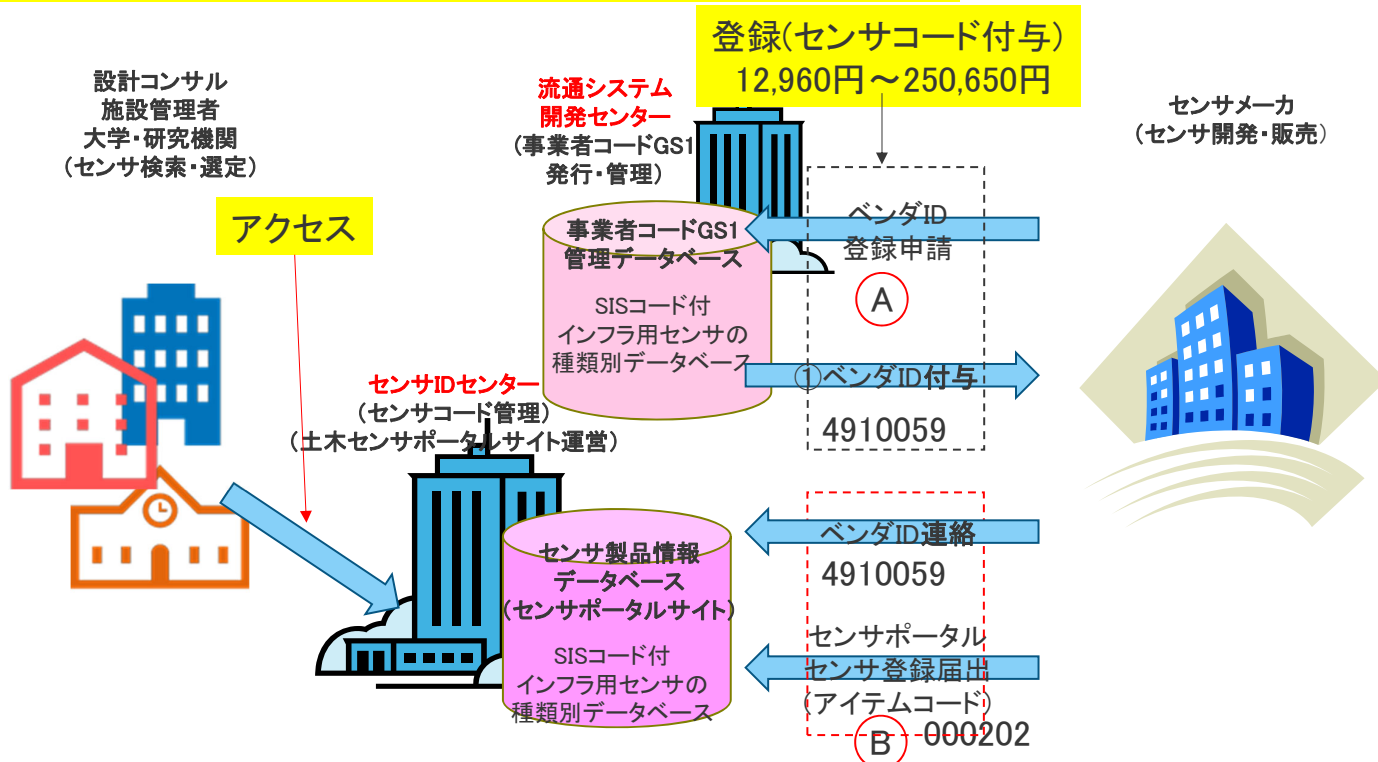 登録(センサコード付与)
12,960円～250,650円
設計コンサル
施設管理者
大学・研究機関
(センサ検索・選定)
流通システム
開発センター
(事業者コードGS1
発行・管理)
センサメーカ
(センサ開発・販売)
アクセス
事業者コードGS1
管理データベース
SISコード付
インフラ用センサの
種類別データベース
ベンダID
登録申請
A
①ベンダID付与
4910059
センサIDセンター
(センサコード管理)
(土木センサポータルサイト運営)
センサ製品情報
データベース
(センサポータルサイト)
SISコード付
インフラ用センサの
種類別データベース
ベンダID連絡
4910059
センサポータル
センサ登録届出
(アイテムコード)
B
000202